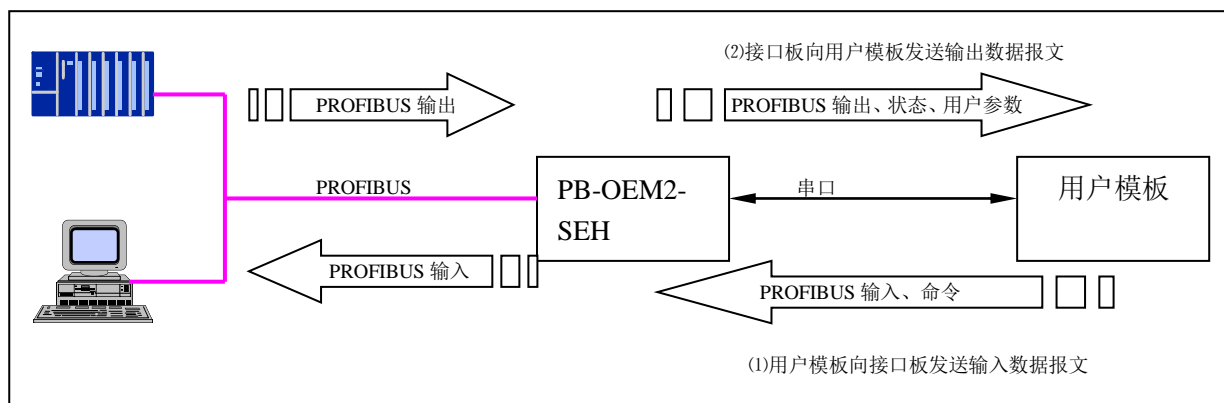 ⑵接口板向用户模板发送输出数据报文
PROFIBUS 输出
PROFIBUS 输出、状态、用户参数
PROFIBUS
PB-OEM2-
SEH
串口
用户模板
PROFIBUS 输入
PROFIBUS 输入、命令
⑴用户模板向接口板发送输入数据报文